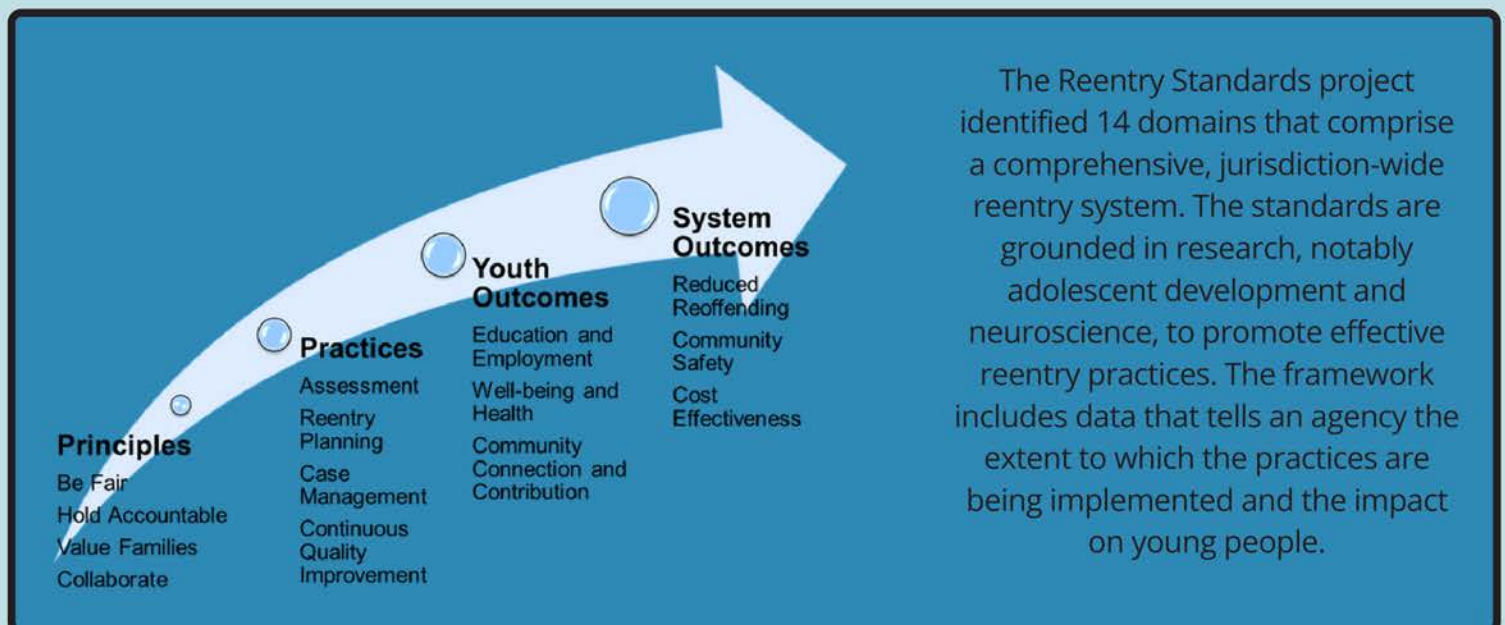 Principles
Be Fair
Hold Accountable
Value Families
Collaborate
Practices
Assessment
Reentry
Planning
Case
Management
Continuous
Quality
Improvement
Youth
Outcomes
Education and
Employment
Well-being and
Health
Community
Connection and
Contribution
System
Outcomes
Reduced
Reoffending
Community
Safety
Cost
Effectiveness
The Reentry Standards project
identified 14 domains that comprise
a comprehensive, jurisdiction-wide
reentry system. The standards are
grounded in research, notably
adolescent development and
neuroscience, to promote effective
reentry practices. The framework
includes data that tells an agency the
extent to which the practices are
being implemented and the impact
on young people.